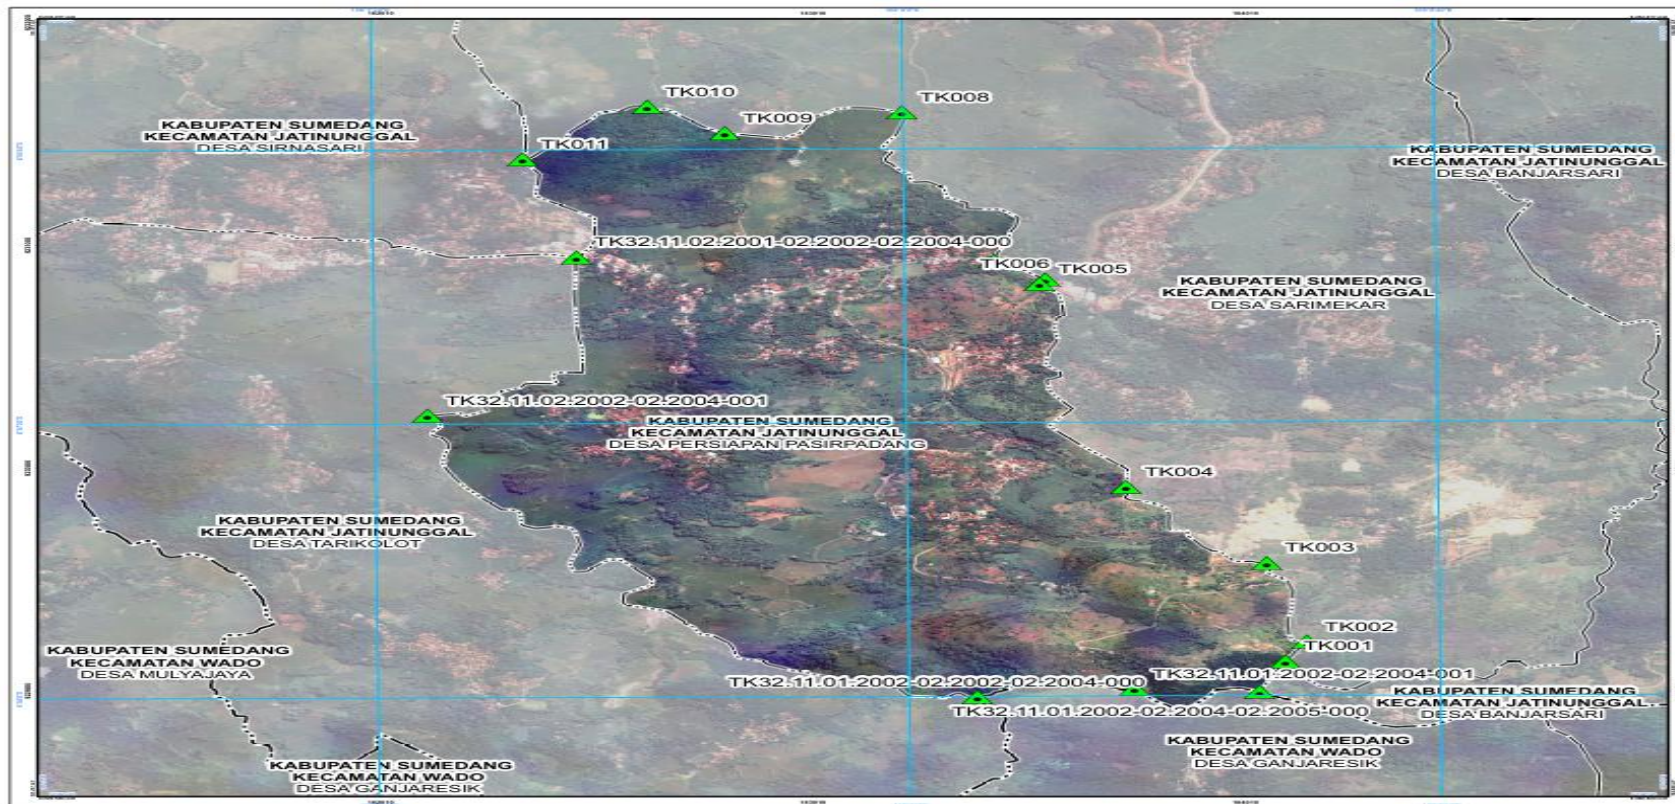 TK010
TK008
TK009
KABUPATEN SUMEDANG
KECAMATAN JATINUNGGAL
DESA SIRNASARI
TK011
KABUPATEN SUMEDANG
KECAMATAN JATINUNGGAL
DESA BANJARSARI
TK32.11.02.2001-02.2002-02.2004-000
TK006
TK005
KABUPATEN SUMEDANG
KECAMATAN JATINUNGGAL
DESA SARIMEKAR
TK32.11.02.2002-02.2004-001
KABUPATEN SUMEDANG
KECAMATAN JATINUNGGAL
DESA PERSIAPAN PASIRPADANG
TK004
KABUPATEN SUMEDANG
KECAMATAN JATINUNGGAL
DESA TARIKOLOT
TK003
TK002
TK001
KABUPATEN SUMEDANG
KECAMATAN WADO
DESA MULYAJAYA
TK32.11.01.2002-02.2004-001
TK32.11.01.2002-02.2002-02.2004-000
KABUPATEN SUMEDANG
KECAMATAN JATINUNGGAL
DESA BANJARSARI
TK32.11.01.2002-02.2004-02.2005-000
KABUPATEN SUMEDANG
KECAMATAN WADO
DESA GANJARESIK
KABUPATEN SUMEDANG
KECAMATAN WADO
DESA GANJARESIK